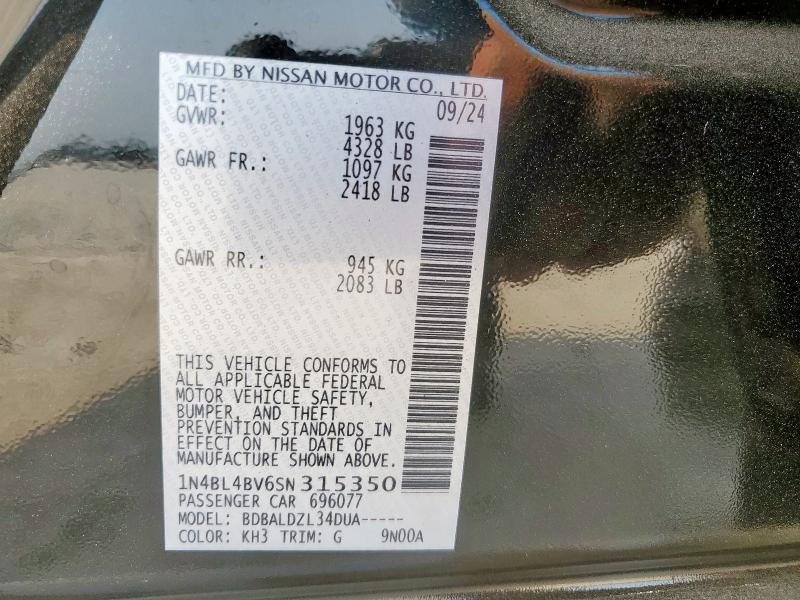 MFD BY NISSAN MOTOR CO., LTD.
DATE: 09/24
GVWR: 1963 KG
4328 LB
GAWR FR.: 1097 KG
2418 LB
GAWR RR.: 945 KG
2083 LB
THIS VEHICLE CONFORMS TO
ALL APPLICABLE FEDERAL
MOTOR VEHICLE SAFETY,
BUMPER, AND THEFT
PREVENTION STANDARDS IN
EFFECT ON THE DATE OF
MANUFACTURE SHOWN ABOVE.
1N4BL4BV6SN315350
PASSENGER CAR 696077
MODEL: BDBALDZL34DUA-----
COLOR: KH3 TRIM: G 9N00A